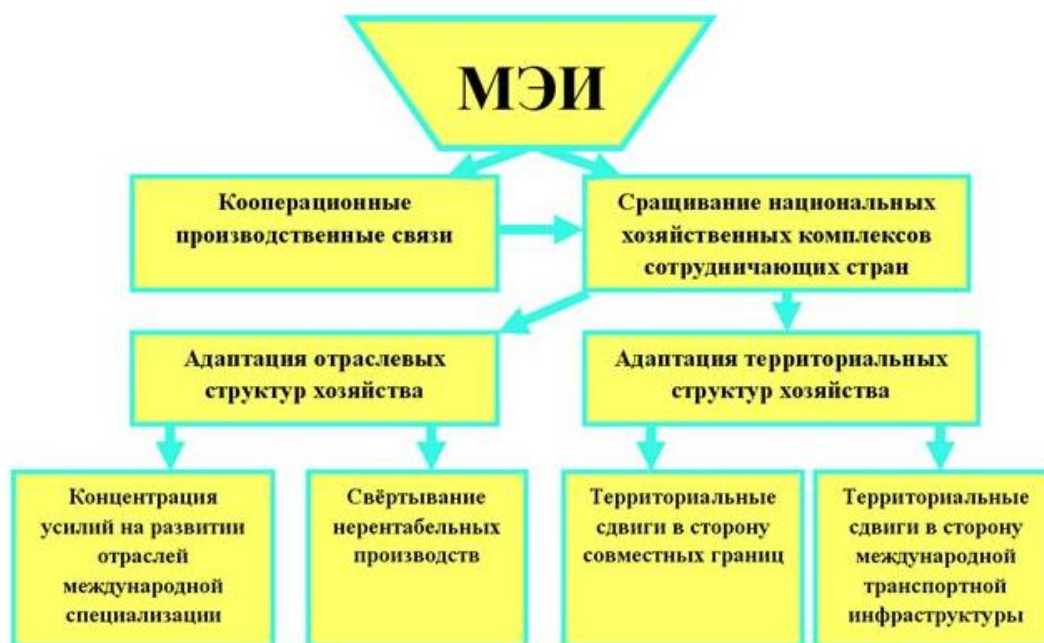 МЭИ
Кооперационные
производственные связи
Сращивание национальных
хозяйственных комплексов
сотрудничающих стран
Адаптация отраслевых
структур хозяйства
Адаптация территориальных
структур хозяйства
Концентрация
усилий на развитии
отраслей
международной
специализации
Свёртывание
нерентабельных
производств
Территориальные
сдвиги в сторону
совместных границ
Территориальные
сдвиги в сторону
международной
транспортной
инфраструктуры